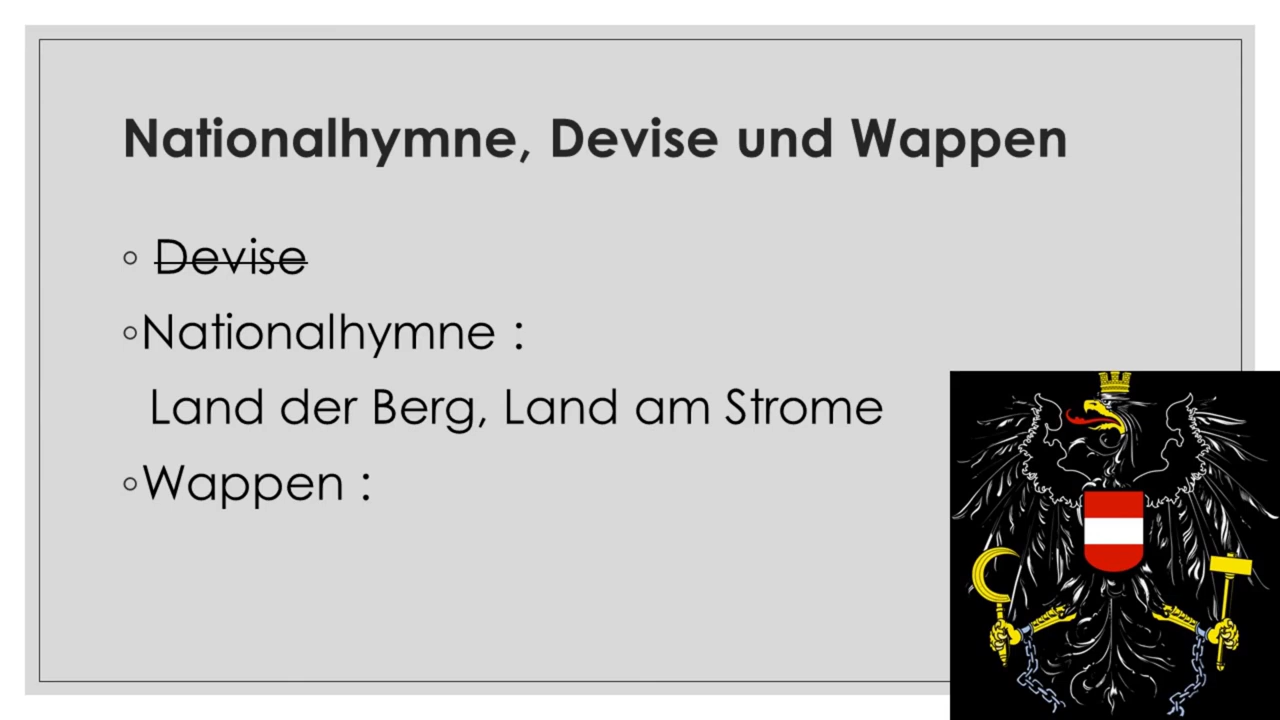 Nationalhymne, Devise und Wappen
◦ Devise
◦Nationalhymne :
Land der Berg, Land am Strome
◦Wappen :